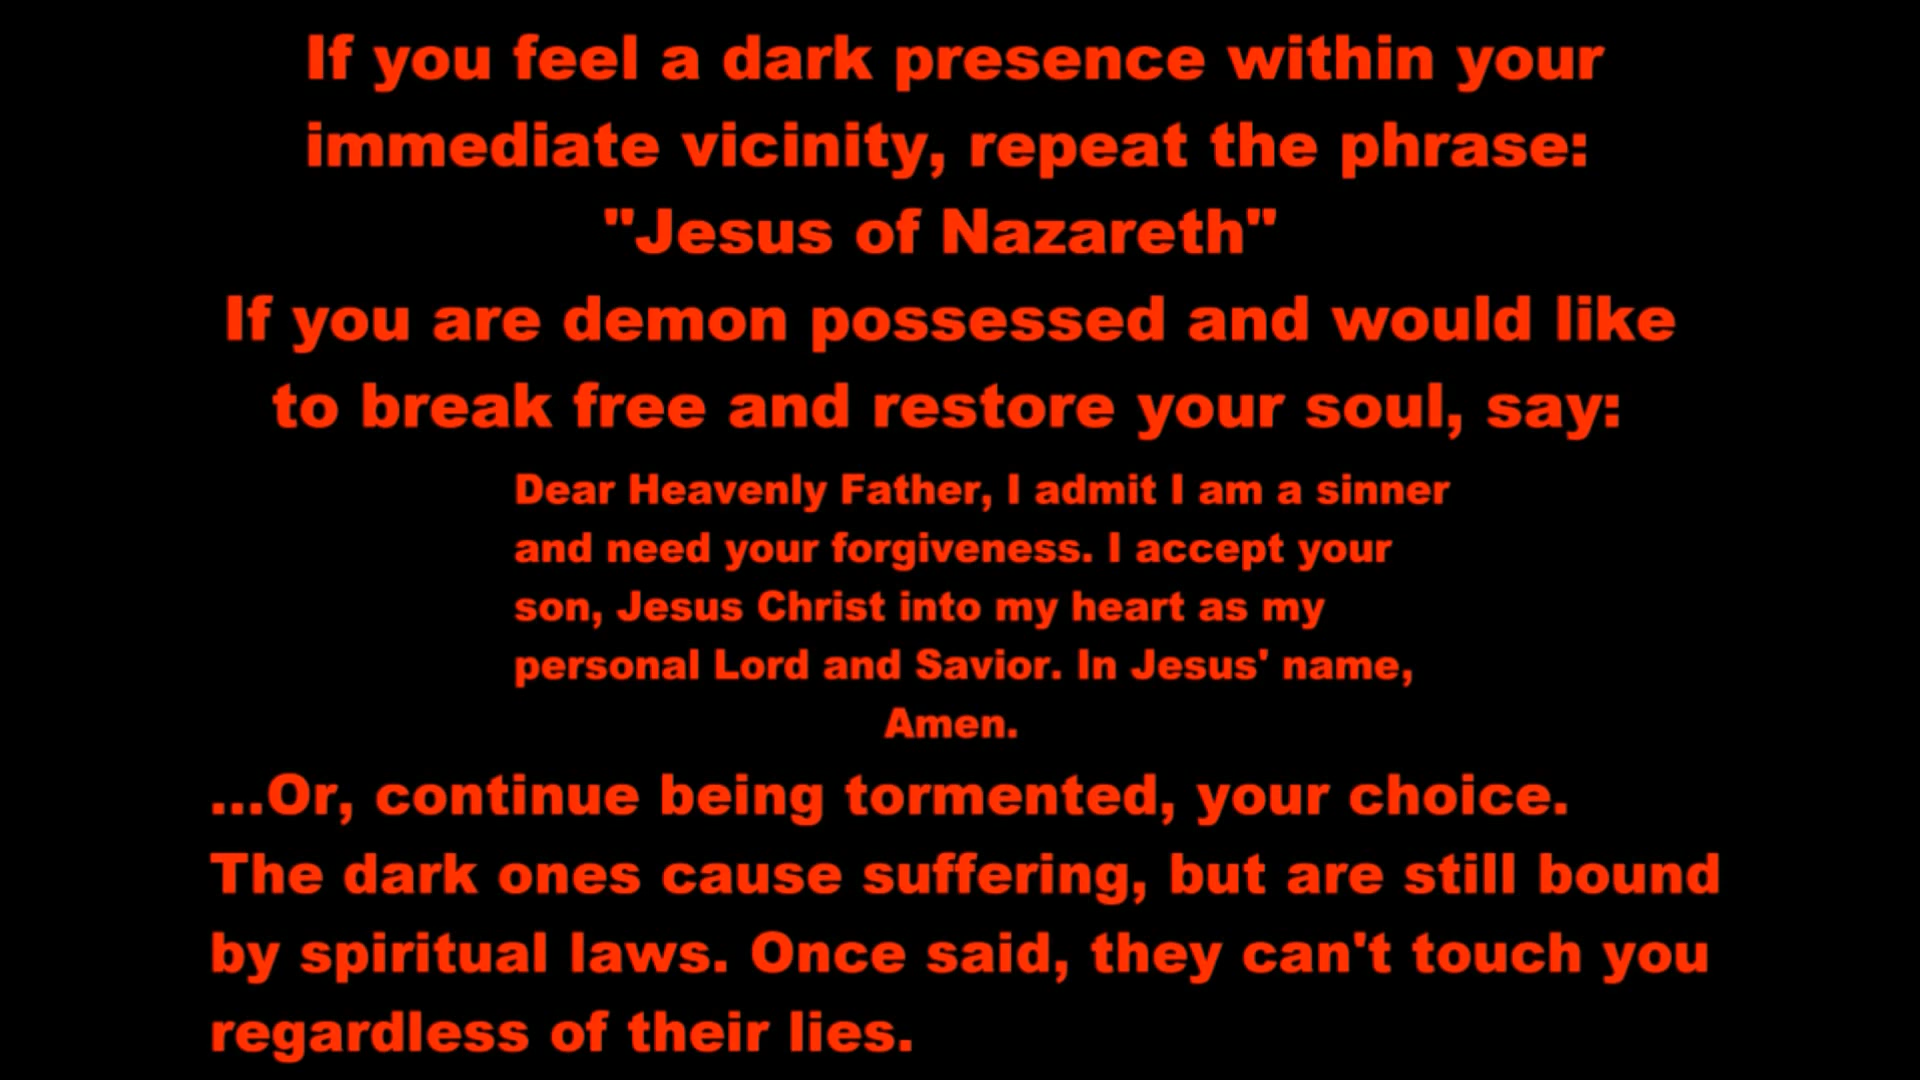 If you feel a dark presence within your
immediate vicinity, repeat the phrase:
"Jesus of Nazareth"
If you are demon possessed and would like
to break free and restore your soul, say:
Dear Heavenly Father, I admit I am a sinner
and need your forgiveness. I accept your
son, Jesus Christ into my heart as my
personal Lord and Savior. In Jesus' name,
Amen.
...Or, continue being tormented, your choice.
The dark ones cause suffering, but are still bound
by spiritual laws. Once said, they can't touch you
regardless of their lies.